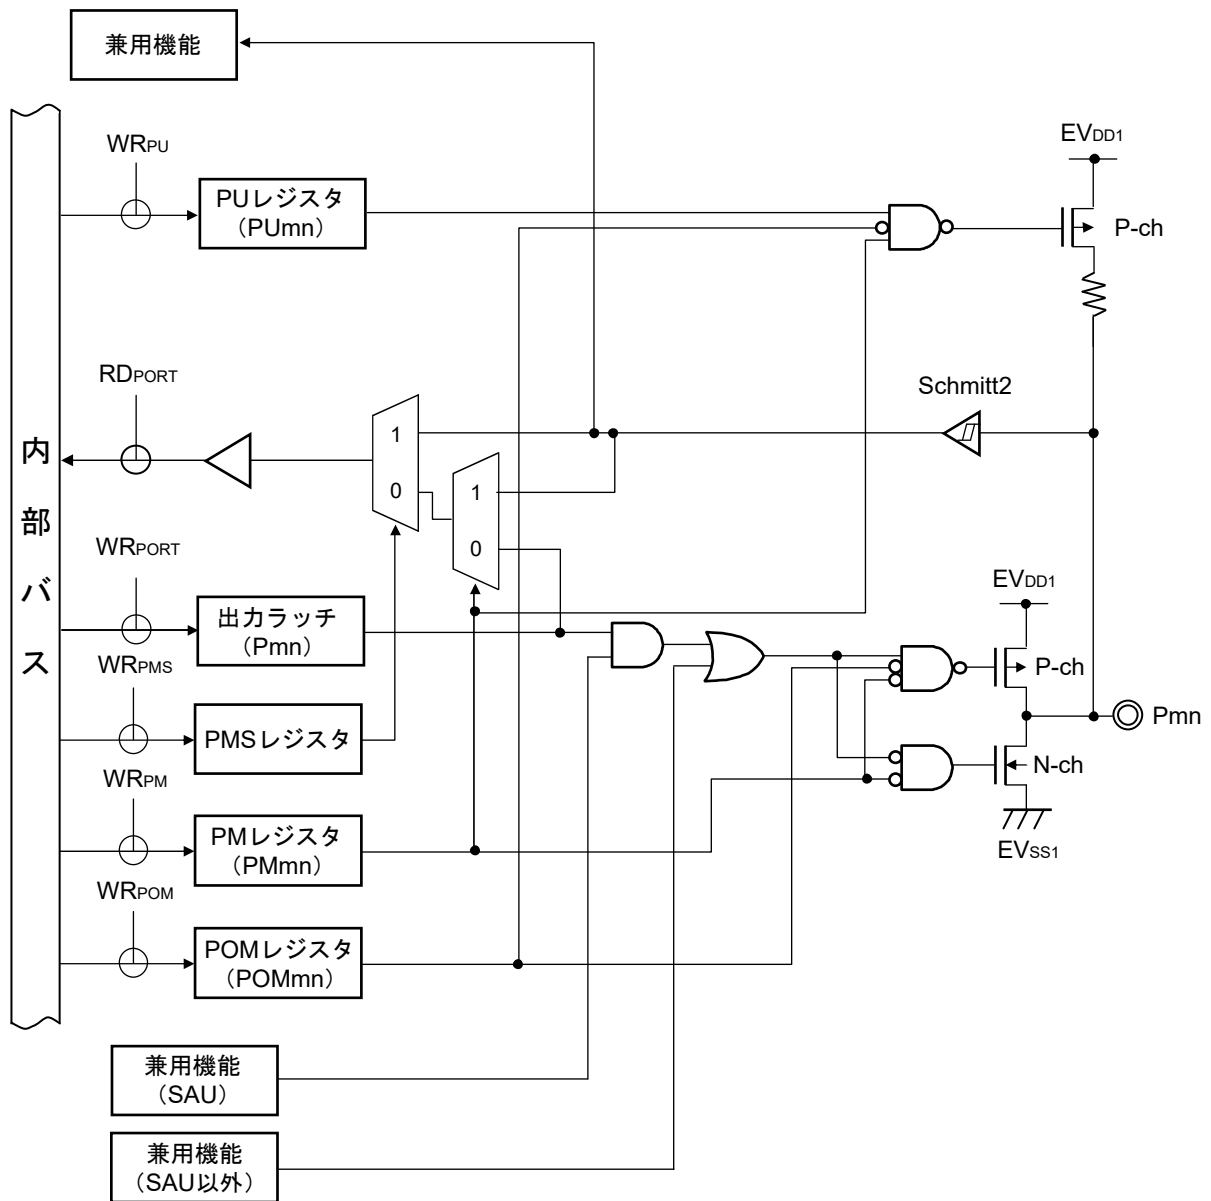 兼用機能
WRPU
PUレジスタ
(PUmn)
EVDD1
P-ch
RDPORT
Schmitt2
1
0
1
0
内部バス
WRPORT
出力ラッチ
(Pmn)
EVDD1
WRPMS
P-ch
PMSレジスタ
Pmn
N-ch
WRPM
PMレジスタ
(PMmn)
EVSS1
WRPOM
POMレジスタ
(POMmn)
兼用機能
(SAU)
兼用機能
(SAU以外)